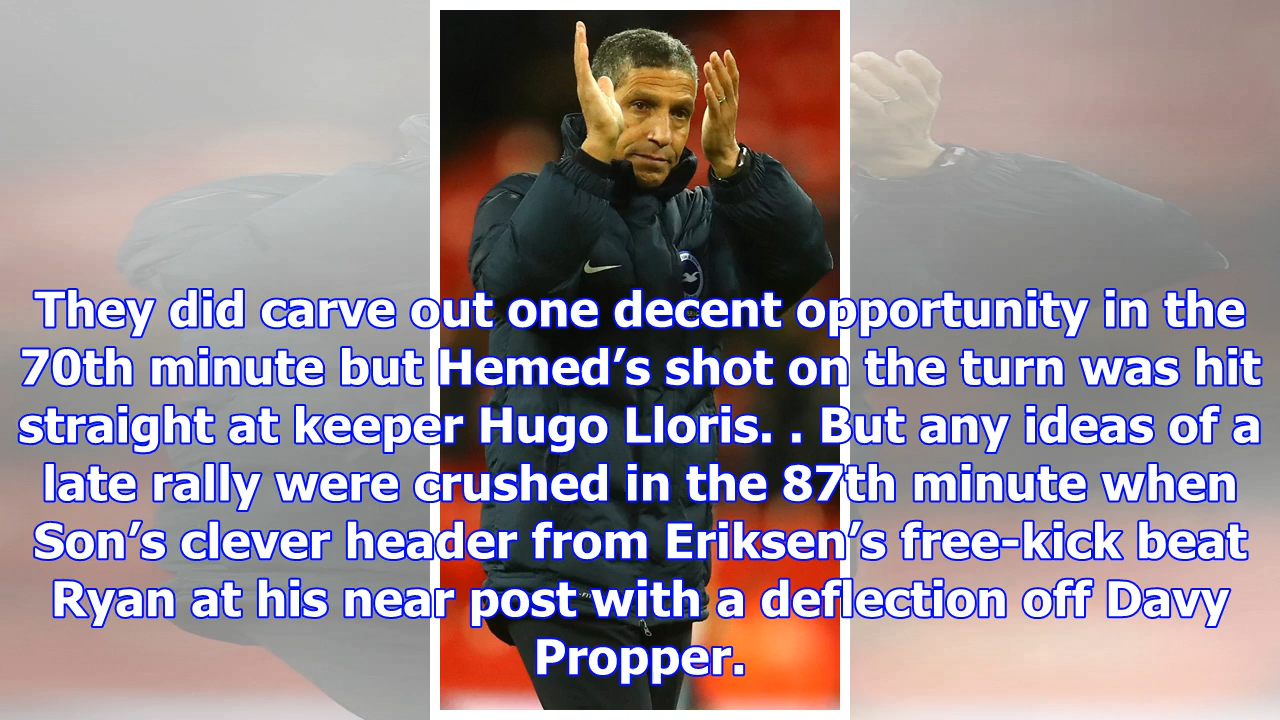 They did carve out one decent opportunity in the
70th minute but Hemed’s shot on the turn was hit
straight at keeper Hugo Lloris. . But any ideas of a
late rally were crushed in the 87th minute when
Son’s clever header from Eriksen’s free-kick beat
Ryan at his near post with a deflection off Davy
Propper.